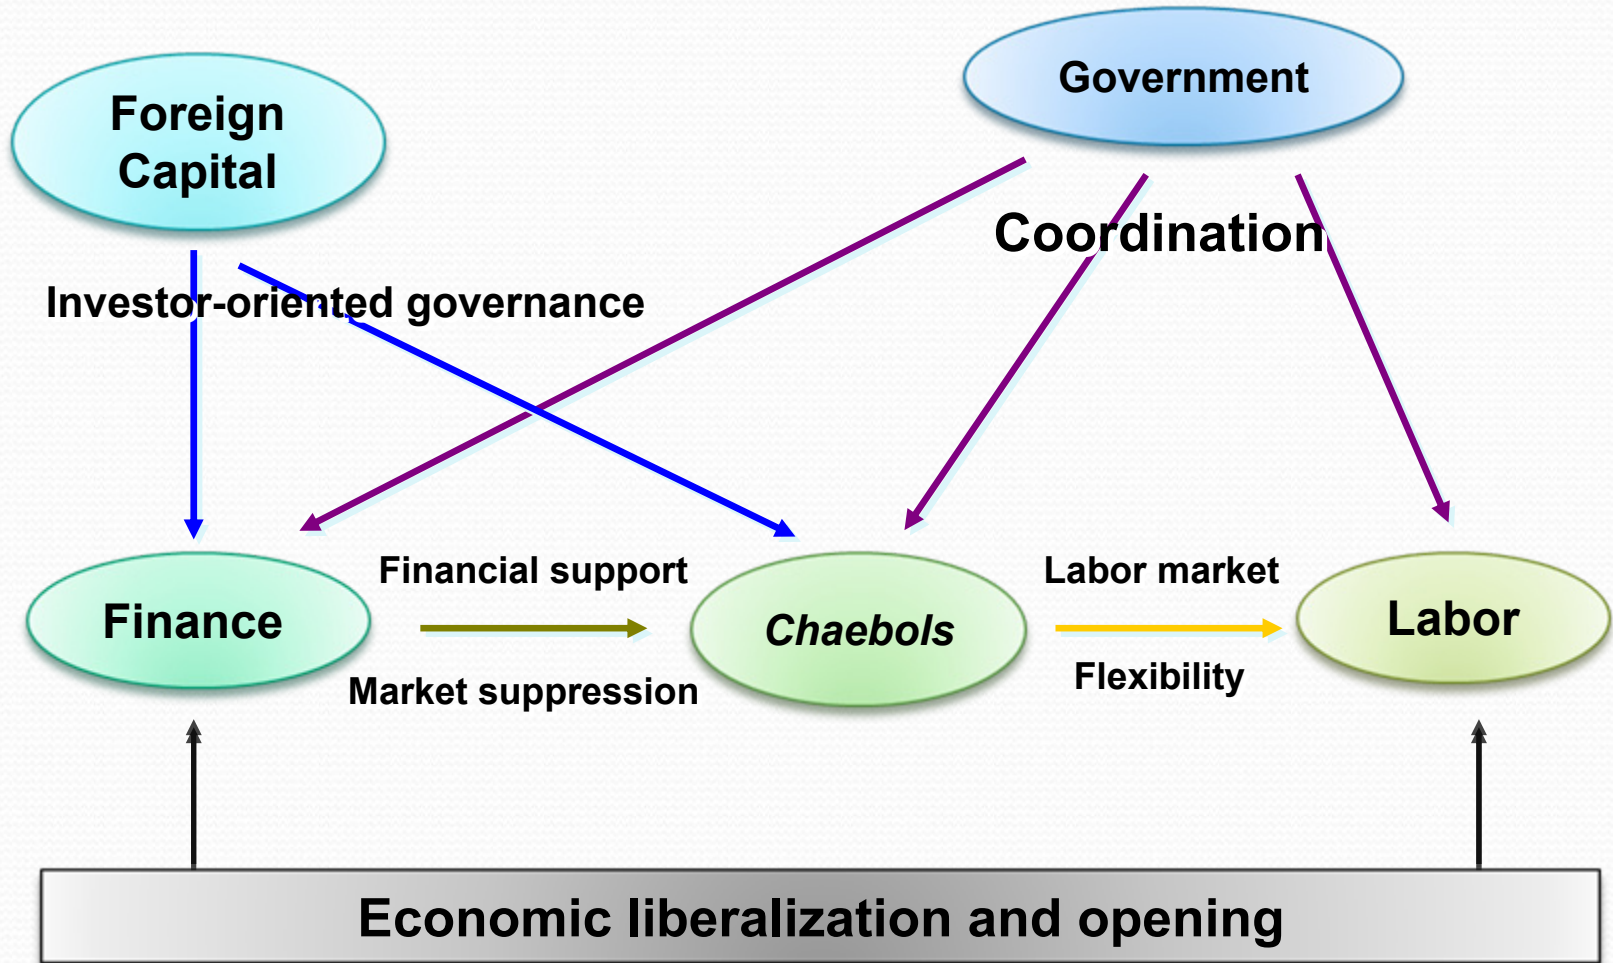 Foreign
Capital
Government
Coordination
Investor-oriented governance
Financial support
Labor market
Finance
Chaebols
Labor
Market suppression
Flexibility
Economic liberalization and opening